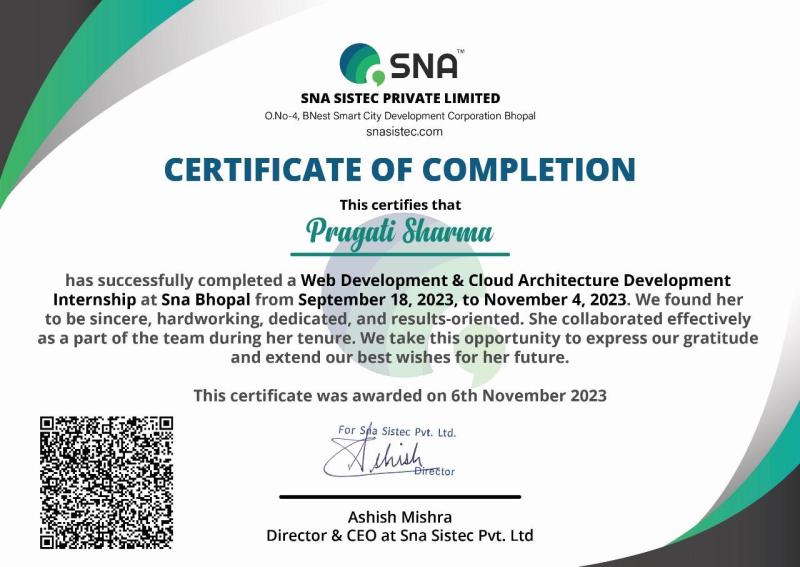 SNA™
SNA SISTEC PRIVATE LIMITED
O.No-4, BNest Smart City Development Corporation Bhopal
snasistec.com
CERTIFICATE OF COMPLETION
This certifies that
Pragati Sharma
has successfully completed a Web Development & Cloud Architecture Development
Internship at Sna Bhopal from September 18, 2023, to November 4, 2023. We found her
to be sincere, hardworking, dedicated, and results-oriented. She collaborated effectively
as a part of the team during her tenure. We take this opportunity to express our gratitude
and extend our best wishes for her future.
This certificate was awarded on 6th November 2023
For Sna Sistec Pvt. Ltd.
Ashish
Director
Ashish Mishra
Director & CEO at Sna Sistec Pvt. Ltd